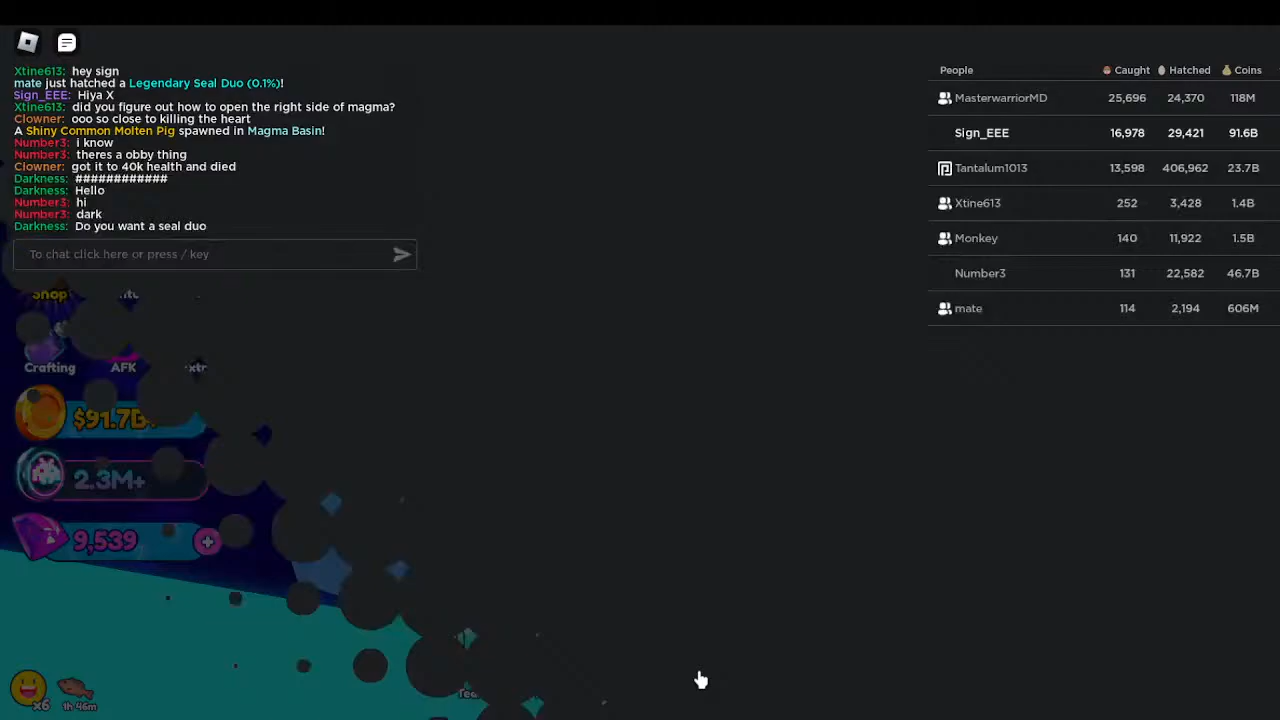 Xtine613: hey sign
mate just hatched a Legendary Seal Duo (0.1%)!
Sign_EEE: Hiya X
Xtine613: did you figure out how to open the right side of magma?
Clowner: ooo so close to killing the heart
A Shiny Common Molten Pig spawned in Magma Basin!
Number3: i know
Number3: theres a obby thing
Clowner: got it to 40k health and died
Darkness: ############
Darkness: Hello
Number3: hi
Number3: dark
Darkness: Do you want a seal duo
To chat click here or press / key
People Caught Hatched Coins
MasterwarriorMD 25,696 24,370 118M
Sign_EEE 16,978 29,421 91.6B
Tantalum1013 13,598 406,962 23.7B
Xtine613 252 3,428 1.4B
Monkey 140 11,922 1.5B
Number3 131 22,582 46.7B
mate 114 2,194 606M
Shop
Crafting AFK
$91.7B
2.3M+
9,539
x6 1h 46m